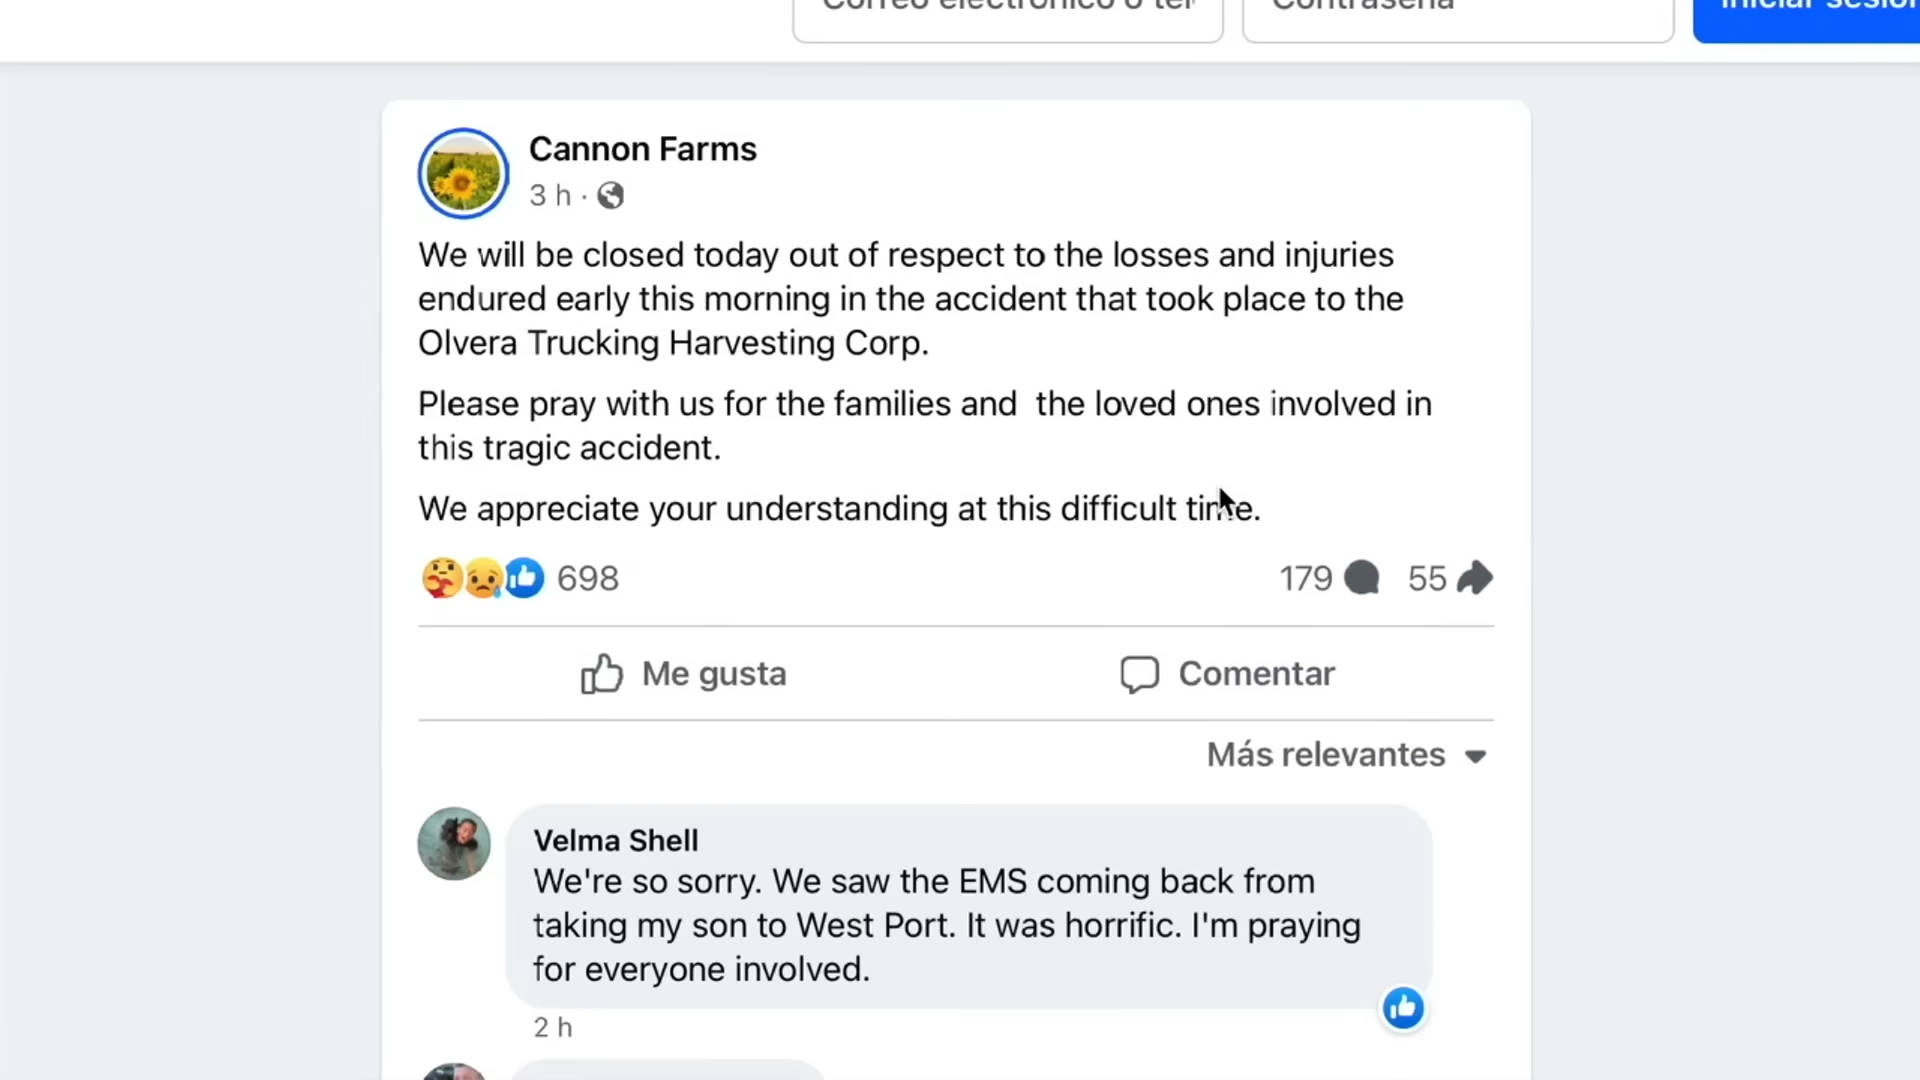 Contraseña
Iniciar sesión
Cannon Farms
3 h ·
We will be closed today out of respect to the losses and injuries
endured early this morning in the accident that took place to the
Olvera Trucking Harvesting Corp.
Please pray with us for the families and  the loved ones involved in
this tragic accident.
We appreciate your understanding at this difficult time.
698
179
55
Me gusta
Comentar
Más relevantes
Velma Shell
We're so sorry. We saw the EMS coming back from
taking my son to West Port. It was horrific. I'm praying
for everyone involved.
2 h